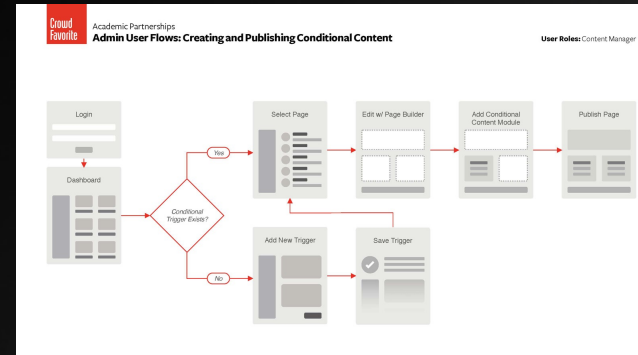 Crowd
Favorite
Academic Partnerships
Admin User Flows: Creating and Publishing Conditional Content
User Roles: Content Manager
Login
Select Page
Edit w/ Page Builder
Add Conditional
Content Module
Publish Page
Yes
Dashboard
Conditional
Trigger Exists?
Add New Trigger
Save Trigger
No